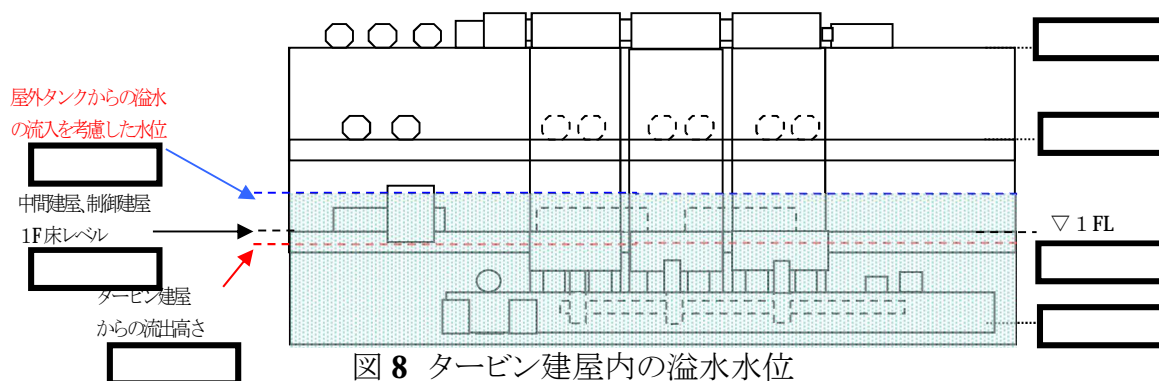 屋外タンクからの溢水
の流入を考慮した水位
中間建屋、制御建屋
1F床レベル
▽1FL
タービン建屋
からの流出高さ
図8 タービン建屋内の溢水水位